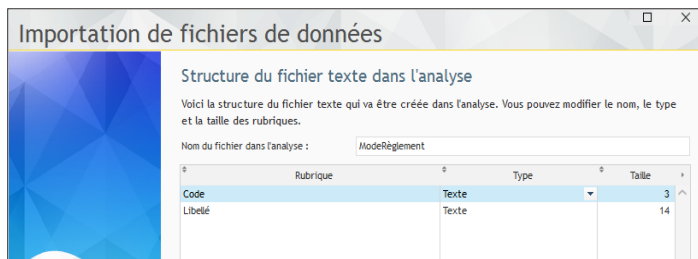 Importation de fichiers de données
Structure du fichier texte dans l'analyse
Voici la structure du fichier texte qui va être créée dans l'analyse. Vous pouvez modifier le nom, le type
et la taille des rubriques.
Nom du fichier dans l'analyse : ModeRèglement
Rubrique Type Taille
Code Texte 3
Libellé Texte 14